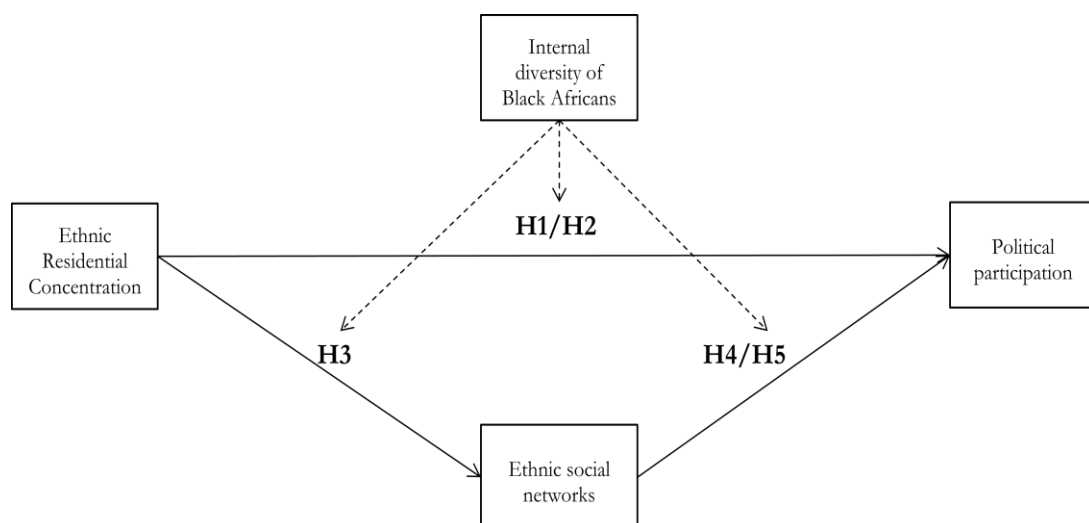 Internal
diversity of
Black Africans
H1/H2
Ethnic
Residential
Concentration
Political
participation
H3
H4/H5
Ethnic social
networks